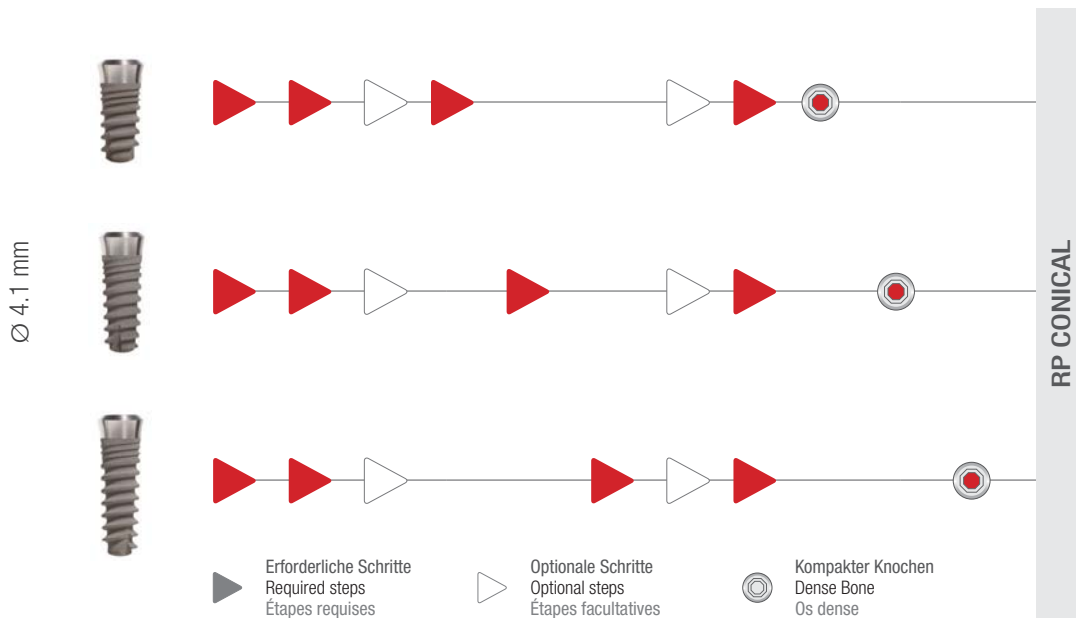 Ø 4.1 mm
RP CONICAL
Erforderliche Schritte
Required steps
Étapes requises
Optionale Schritte
Optional steps
Étapes facultatives
Kompakter Knochen
Dense Bone
Os dense